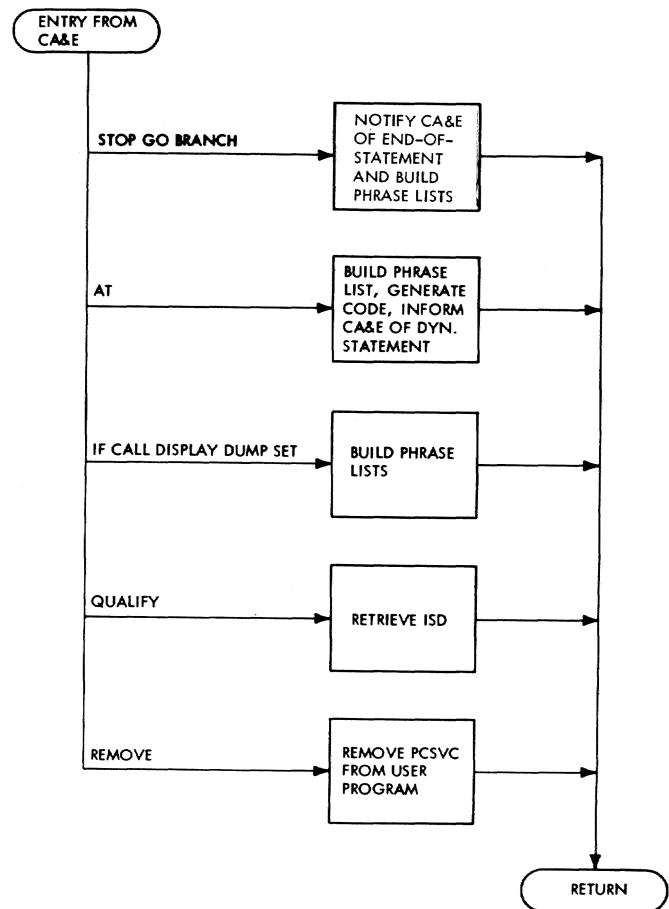 ENTRY FROM
CA&E
STOP GO BRANCH
NOTIFY CA&E
OF END-OF-
STATEMENT
AND BUILD
PHRASE LISTS
AT
BUILD PHRASE
LIST, GENERATE
CODE, INFORM
CA&E OF DYN.
STATEMENT
IF CALL DISPLAY DUMP SET
BUILD PHRASE
LISTS
QUALIFY
RETRIEVE ISD
REMOVE
REMOVE PCSVC
FROM USER
PROGRAM
RETURN